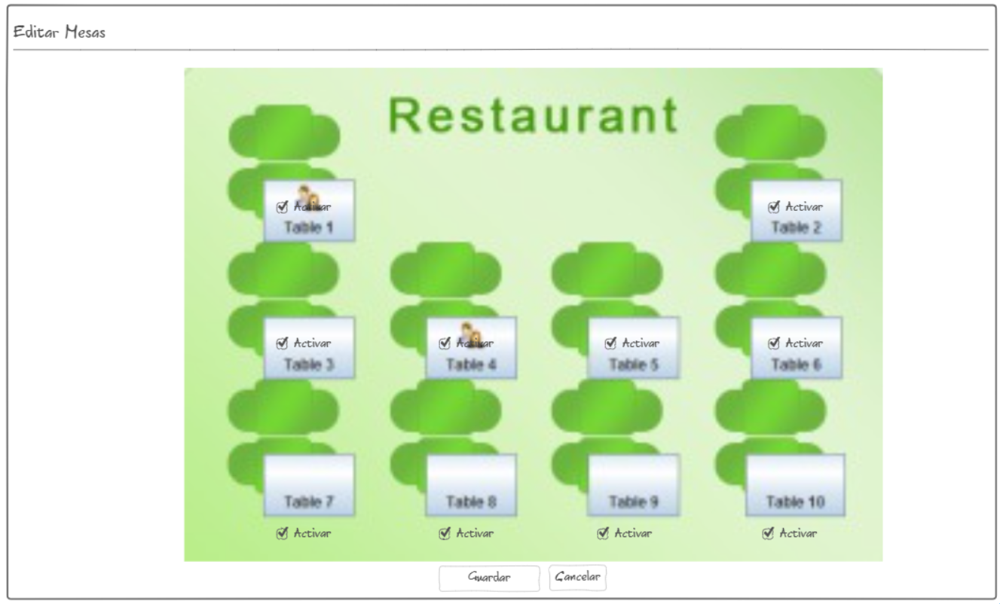 Editar Mesas
Restaurant
Activar
Table 1
Activar
Table 2
Activar
Table 3
Activar
Table 4
Activar
Table 5
Activar
Table 6
Table 7
Activar
Table 8
Activar
Table 9
Activar
Table 10
Activar
Guardar
Cancelar